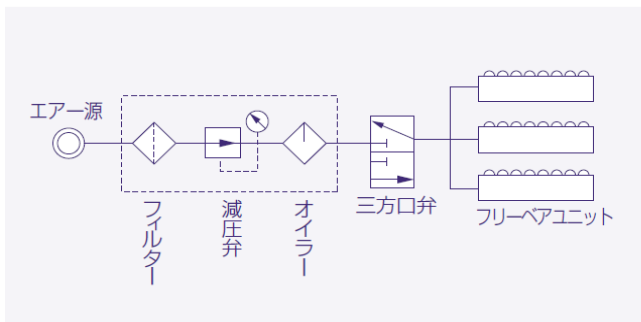 エアー源
フィルター
減圧弁
オイラー
三方口弁
フリーベアユニット